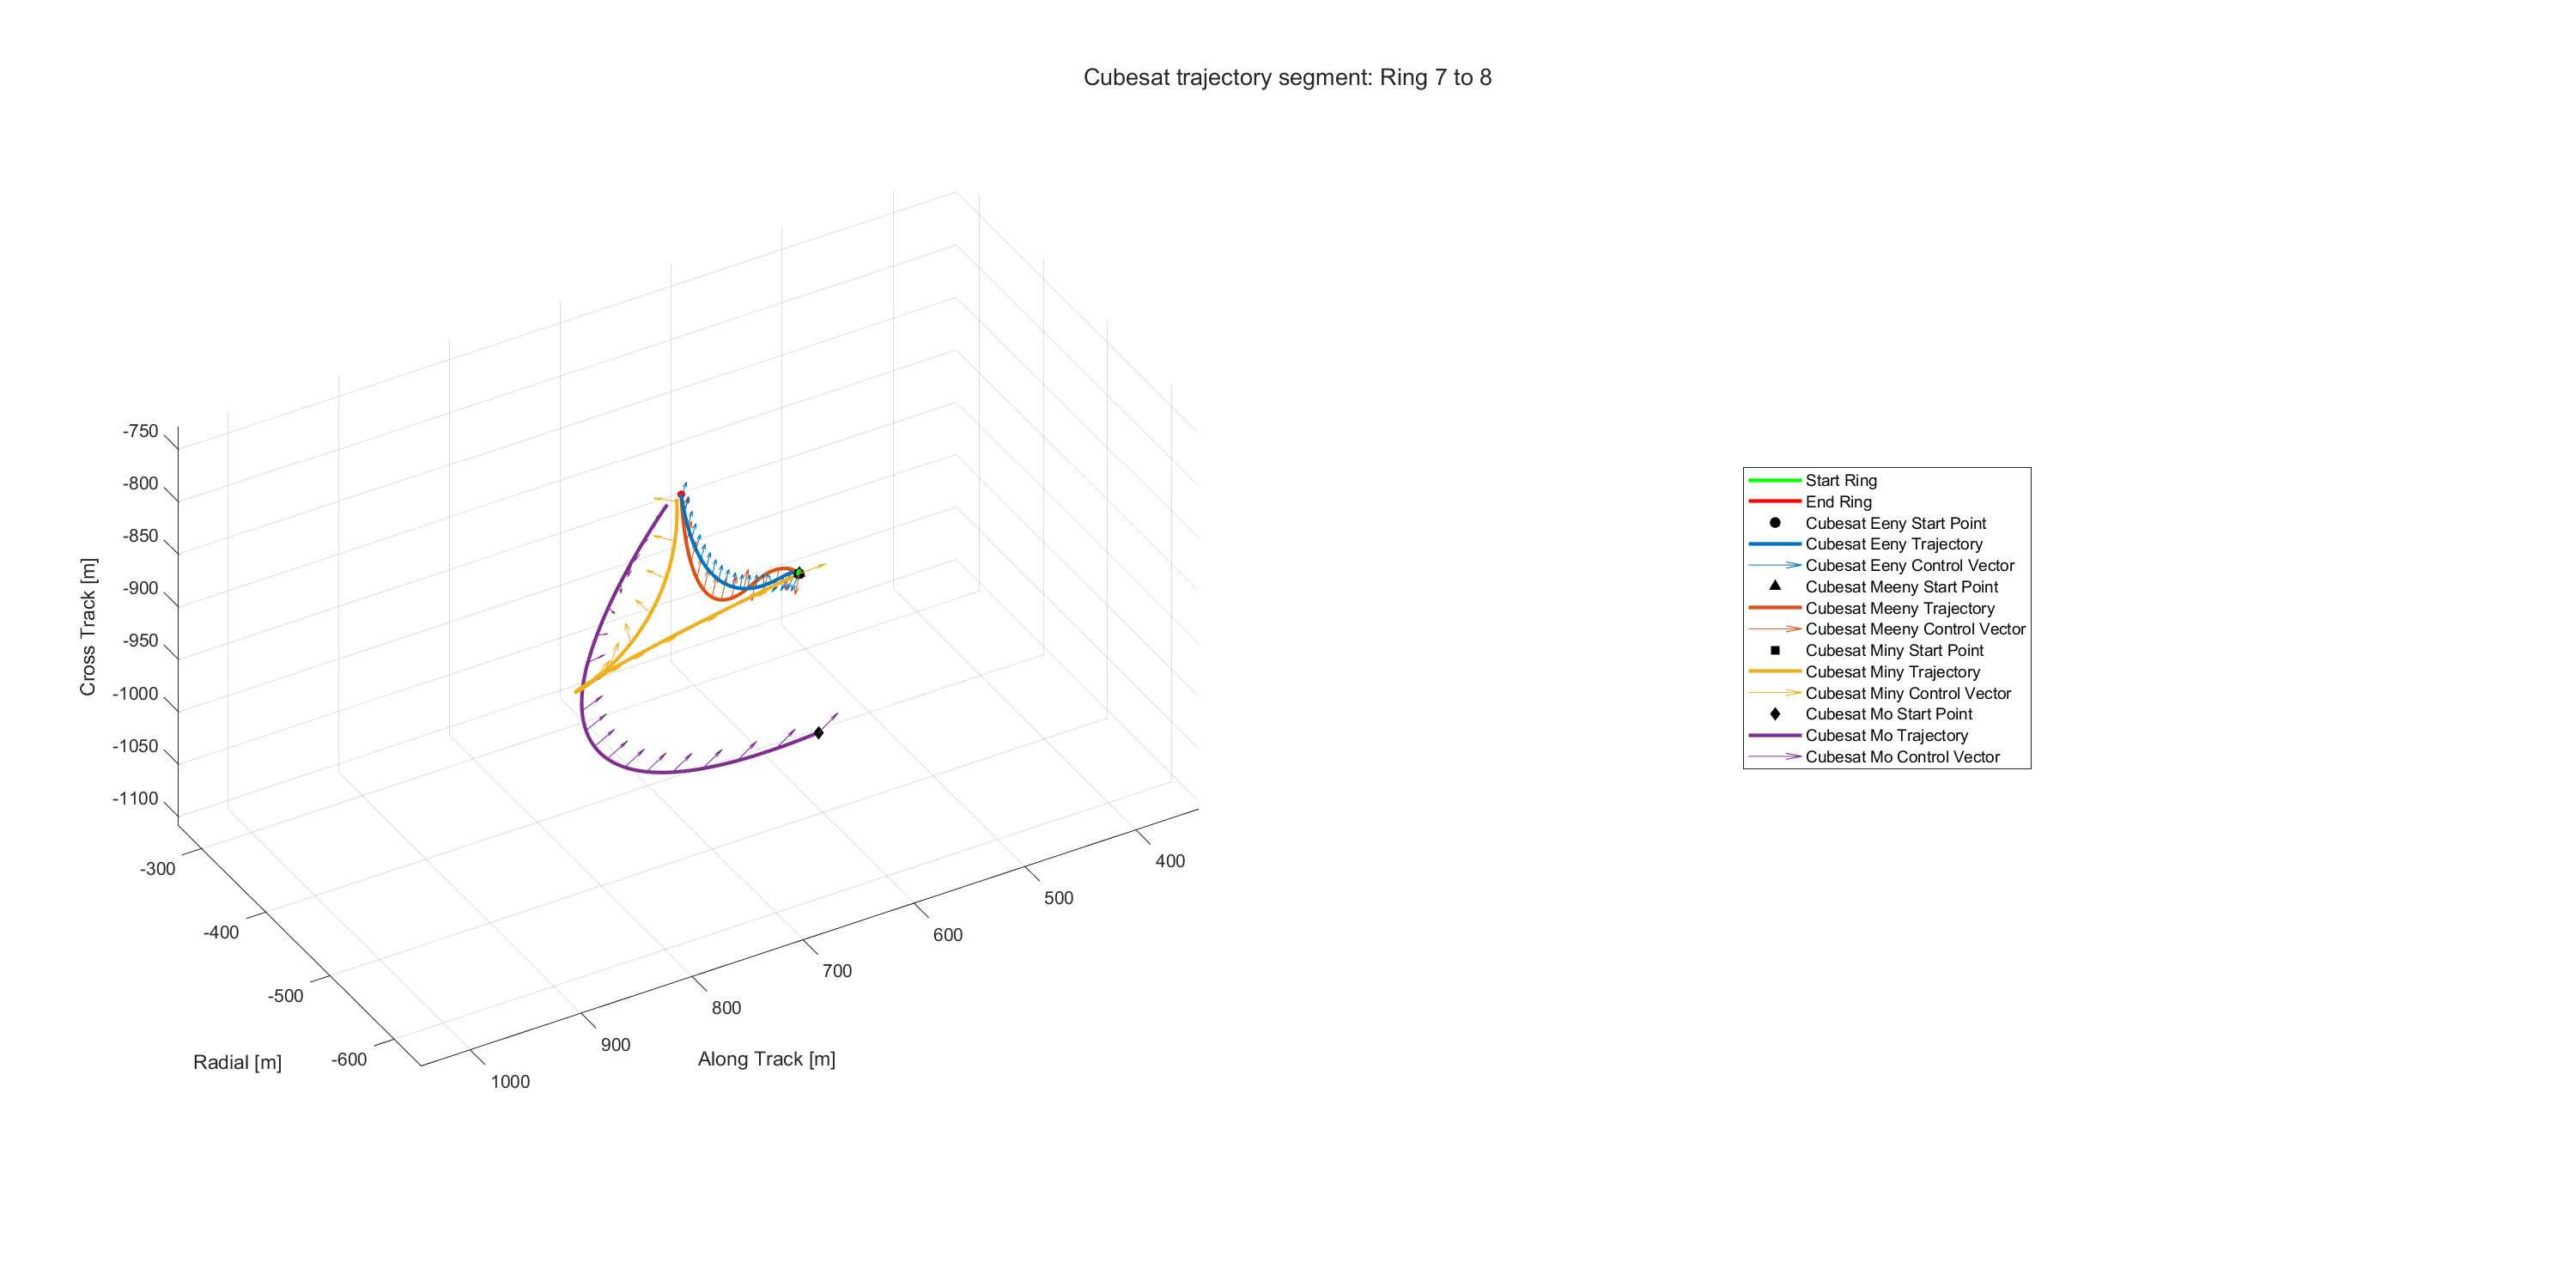 Cubesat trajectory segment: Ring 7 to 8
-750
-800
-850
-900
-950
-1000
-1050
-1100
Cross Track [m]
-300
-400
-500
-600
Radial [m]
1000
900
800
700
600
500
400
Along Track [m]
Start Ring
End Ring
Cubesat Eeny Start Point
Cubesat Eeny Trajectory
Cubesat Eeny Control Vector
Cubesat Meeny Start Point
Cubesat Meeny Trajectory
Cubesat Meeny Control Vector
Cubesat Miny Start Point
Cubesat Miny Trajectory
Cubesat Miny Control Vector
Cubesat Mo Start Point
Cubesat Mo Trajectory
Cubesat Mo Control Vector